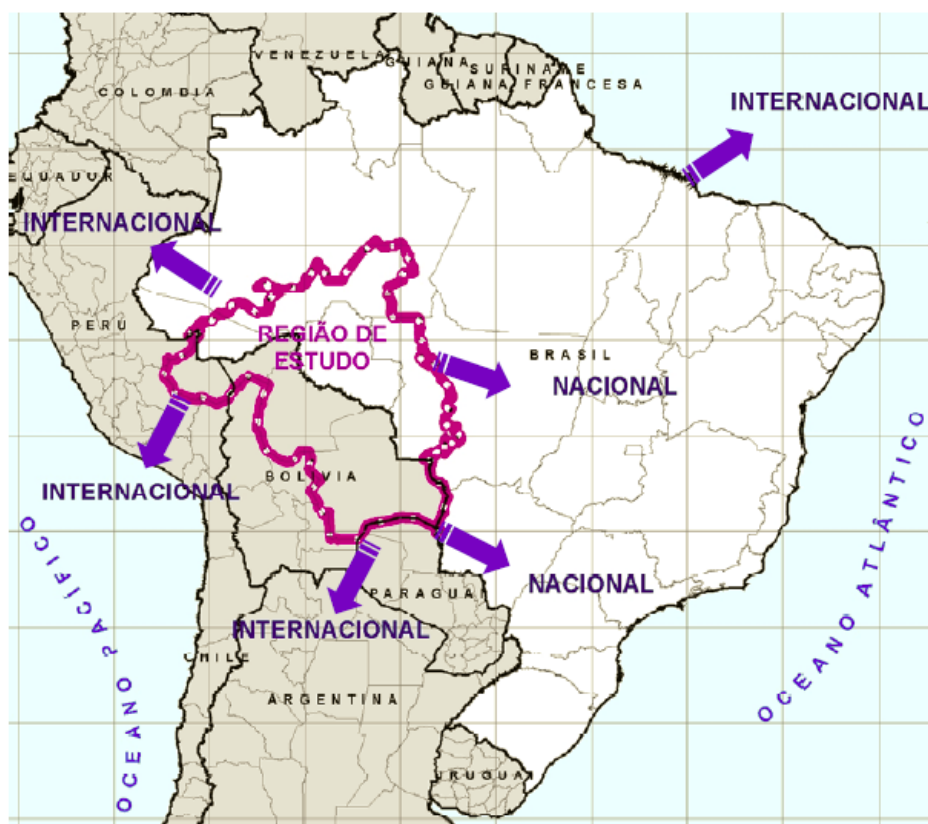 VENEZUELA
GUIANA
SURINAME
GUIANA FRANCESA
COLOMBIA
INTERNACIONAL
EQUADOR
INTERNACIONAL
PERU
REGIÃO DE
ESTUDO
BRASIL
NACIONAL
BOLIVIA
INTERNACIONAL
NACIONAL
PARAGUAI
INTERNACIONAL
CHILE
ARGENTINA
URUGUAI
OCEANO PACIFICO
OCEANO ATLÂNTICO